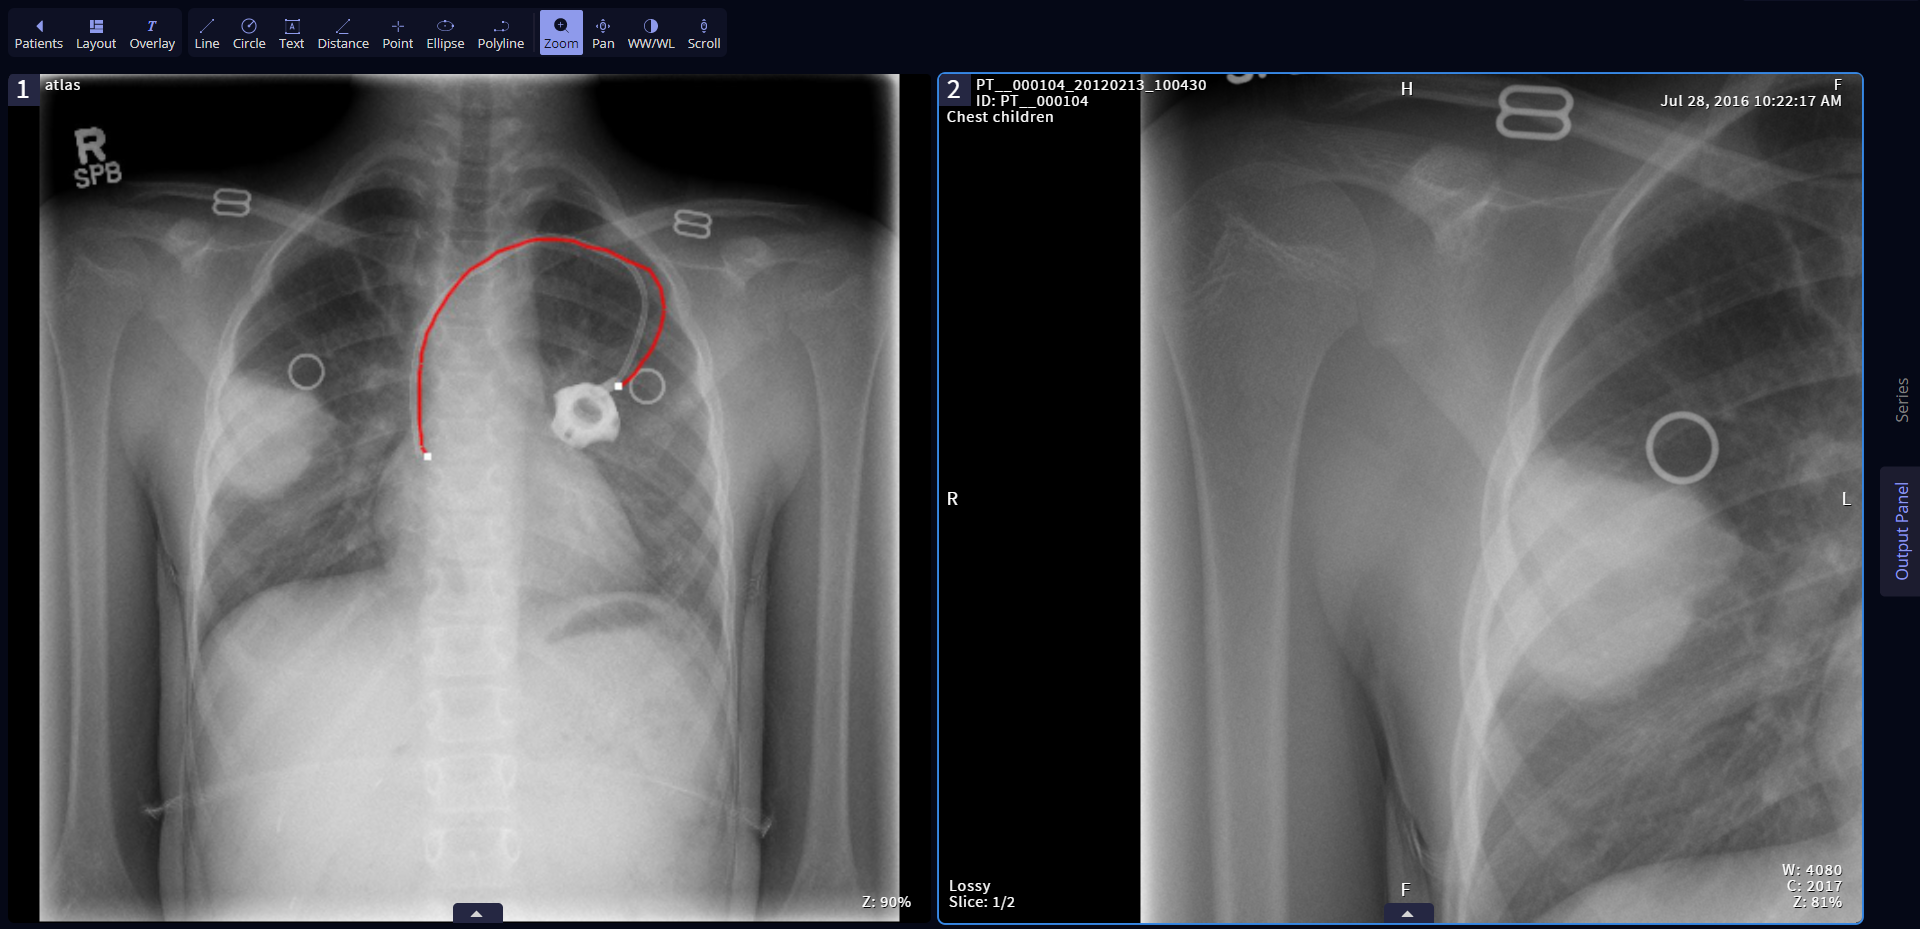 Patients Layout Overlay Line Circle Text Distance Point Ellipse Polyline Zoom Pan WW/WL Scroll
1 atlas
R
SPB
Z: 90%
2 PT__000104_20120213_100430
ID: PT__000104
Chest children
H
F
Jul 28, 2016 10:22:17 AM
R
L
Lossy
Slice: 1/2
F
W: 4080
C: 2017
Z: 81%
Series
Output Panel